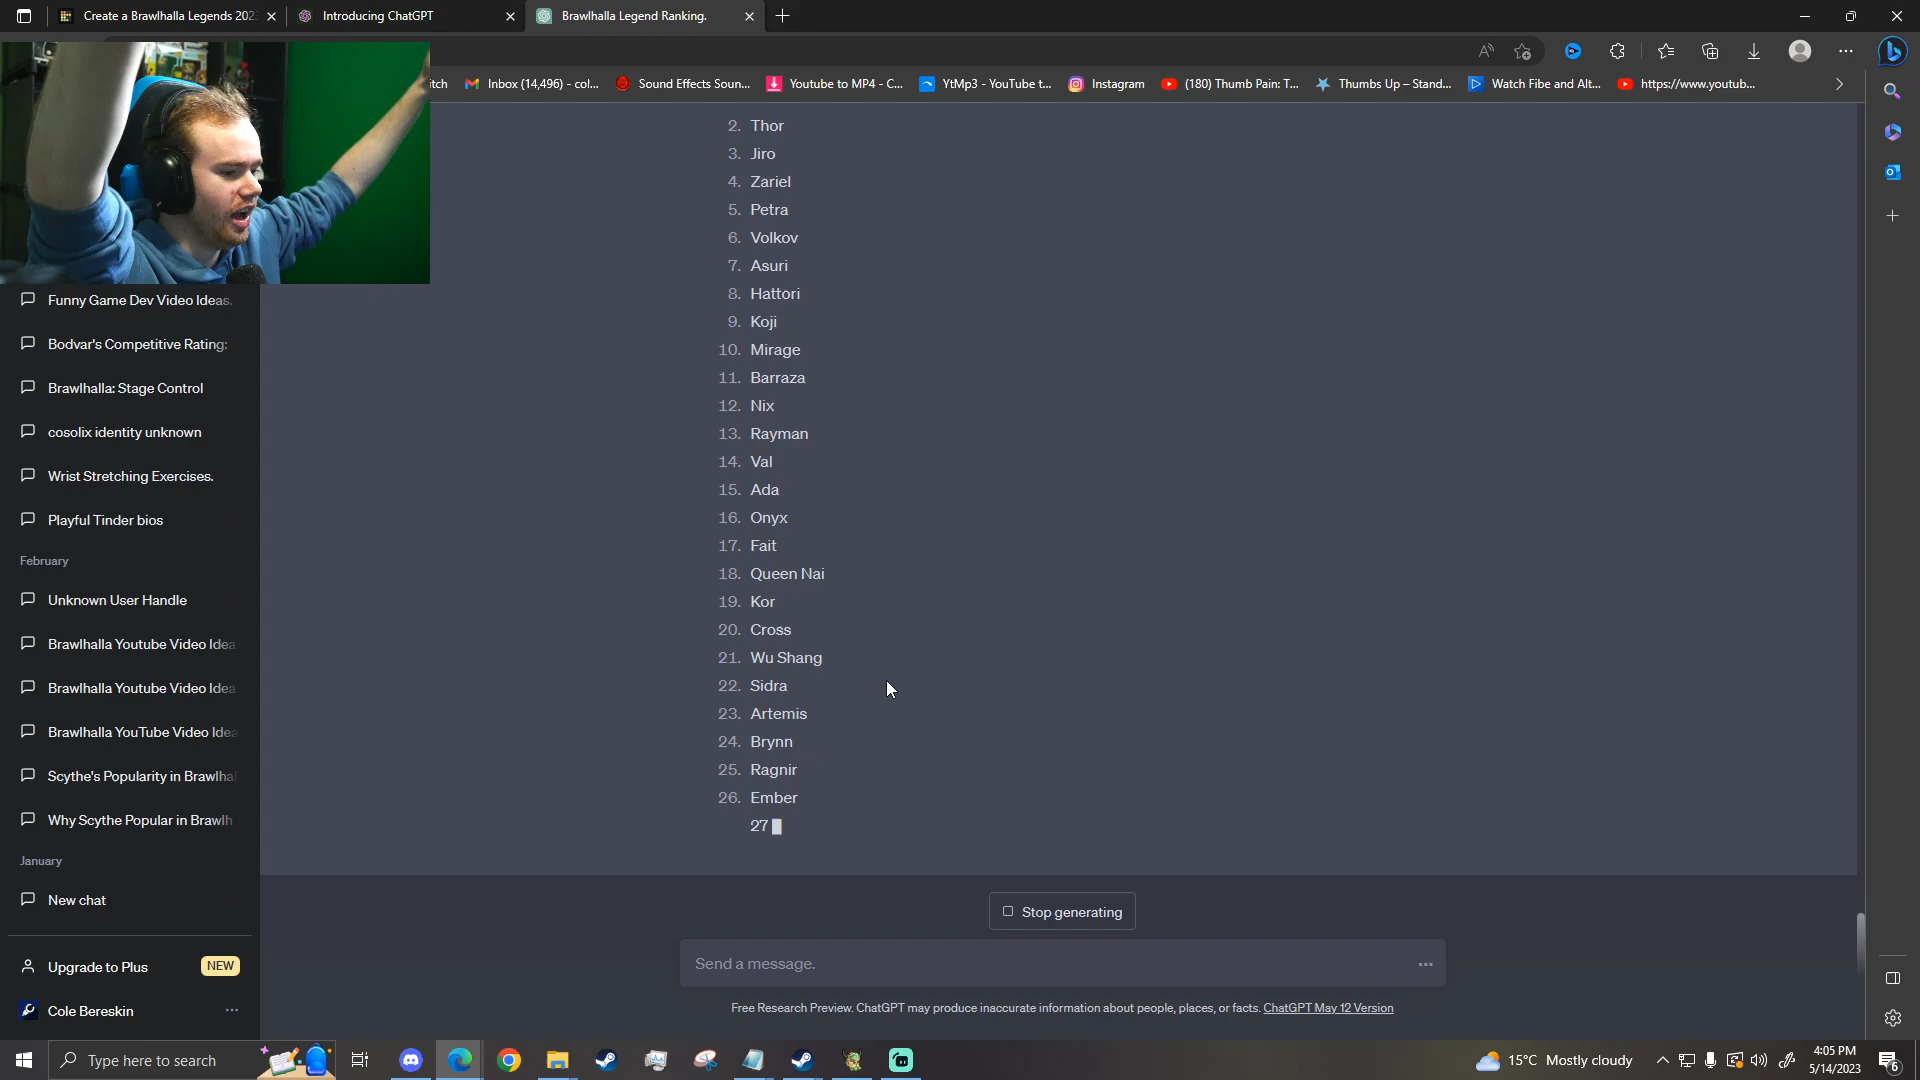 Create a Brawlhalla Legends 202
Introducing ChatGPT
Brawlhalla Legend Ranking.
itch
Inbox (14,496) - col...
Sound Effects Soun...
Youtube to MP4 - C...
YtMp3 - YouTube t...
Instagram
(180) Thumb Pain: T...
Thumbs Up – Stand...
Watch Fibe and Alt...
https://www.youtub...
2. Thor
3. Jiro
4. Zariel
5. Petra
6. Volkov
7. Asuri
8. Hattori
9. Koji
10. Mirage
11. Barraza
12. Nix
13. Rayman
14. Val
15. Ada
16. Onyx
17. Fait
18. Queen Nai
19. Kor
20. Cross
21. Wu Shang
22. Sidra
23. Artemis
24. Brynn
25. Ragnir
26. Ember
27
Funny Game Dev Video Ideas.
Bodvar's Competitive Rating:
Brawlhalla: Stage Control
cosolix identity unknown
Wrist Stretching Exercises.
Playful Tinder bios
February
Unknown User Handle
Brawlhalla Youtube Video Idea
Brawlhalla Youtube Video Idea
Brawlhalla YouTube Video Idea
Scythe's Popularity in Brawlha
Why Scythe Popular in Brawlh
January
New chat
Upgrade to Plus NEW
Cole Bereskin
Stop generating
Send a message.
Free Research Preview. ChatGPT may produce inaccurate information about people, places, or facts. ChatGPT May 12 Version
Type here to search
15°C Mostly cloudy
4:05 PM
5/14/2023
6